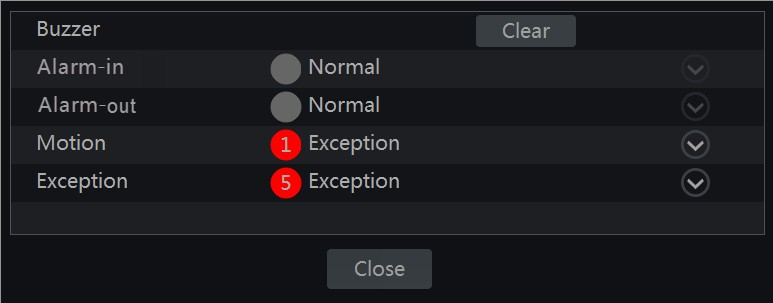 Buzzer Clear
Alarm-in Normal
Alarm-out Normal
Motion 1 Exception
Exception 5 Exception
Close